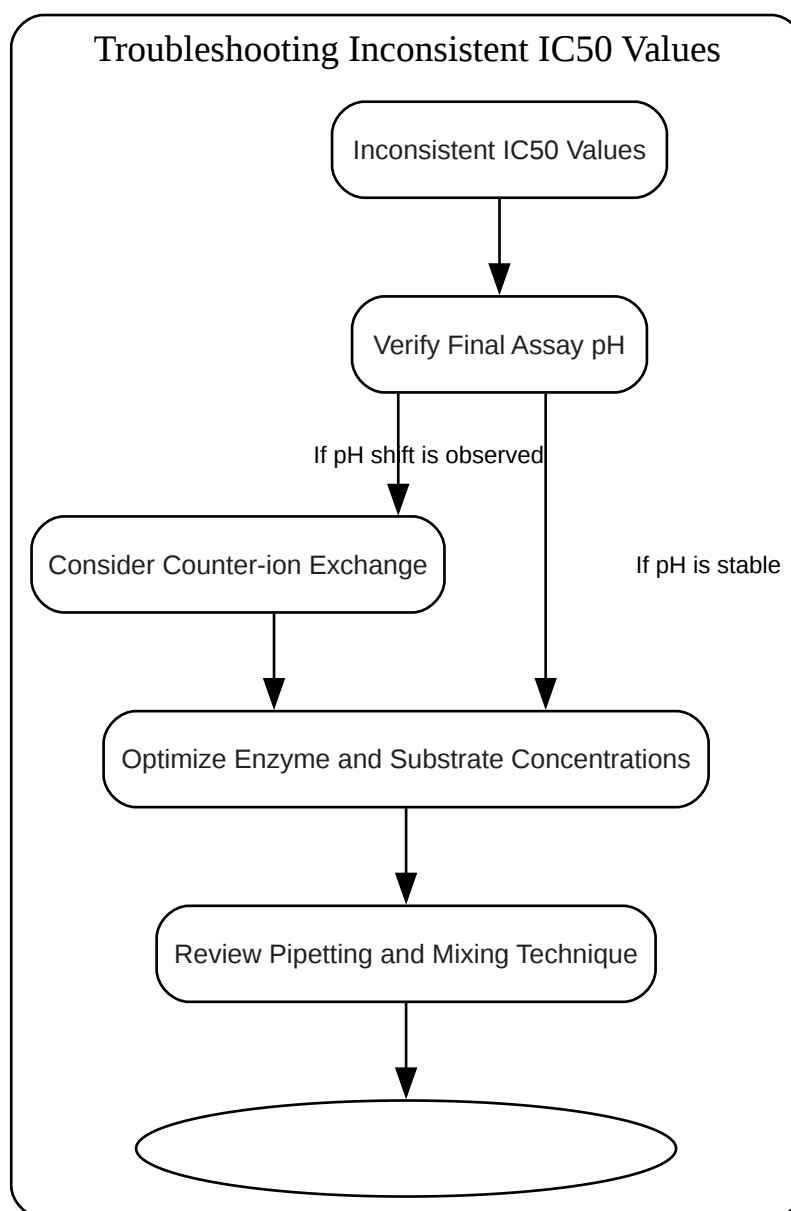 Troubleshooting Inconsistent IC50 Values
Inconsistent IC50 Values
Verify Final Assay pH
If pH shift is observed
Consider Counter-ion Exchange
If pH is stable
Optimize Enzyme and Substrate Concentrations
Review Pipetting and Mixing Technique